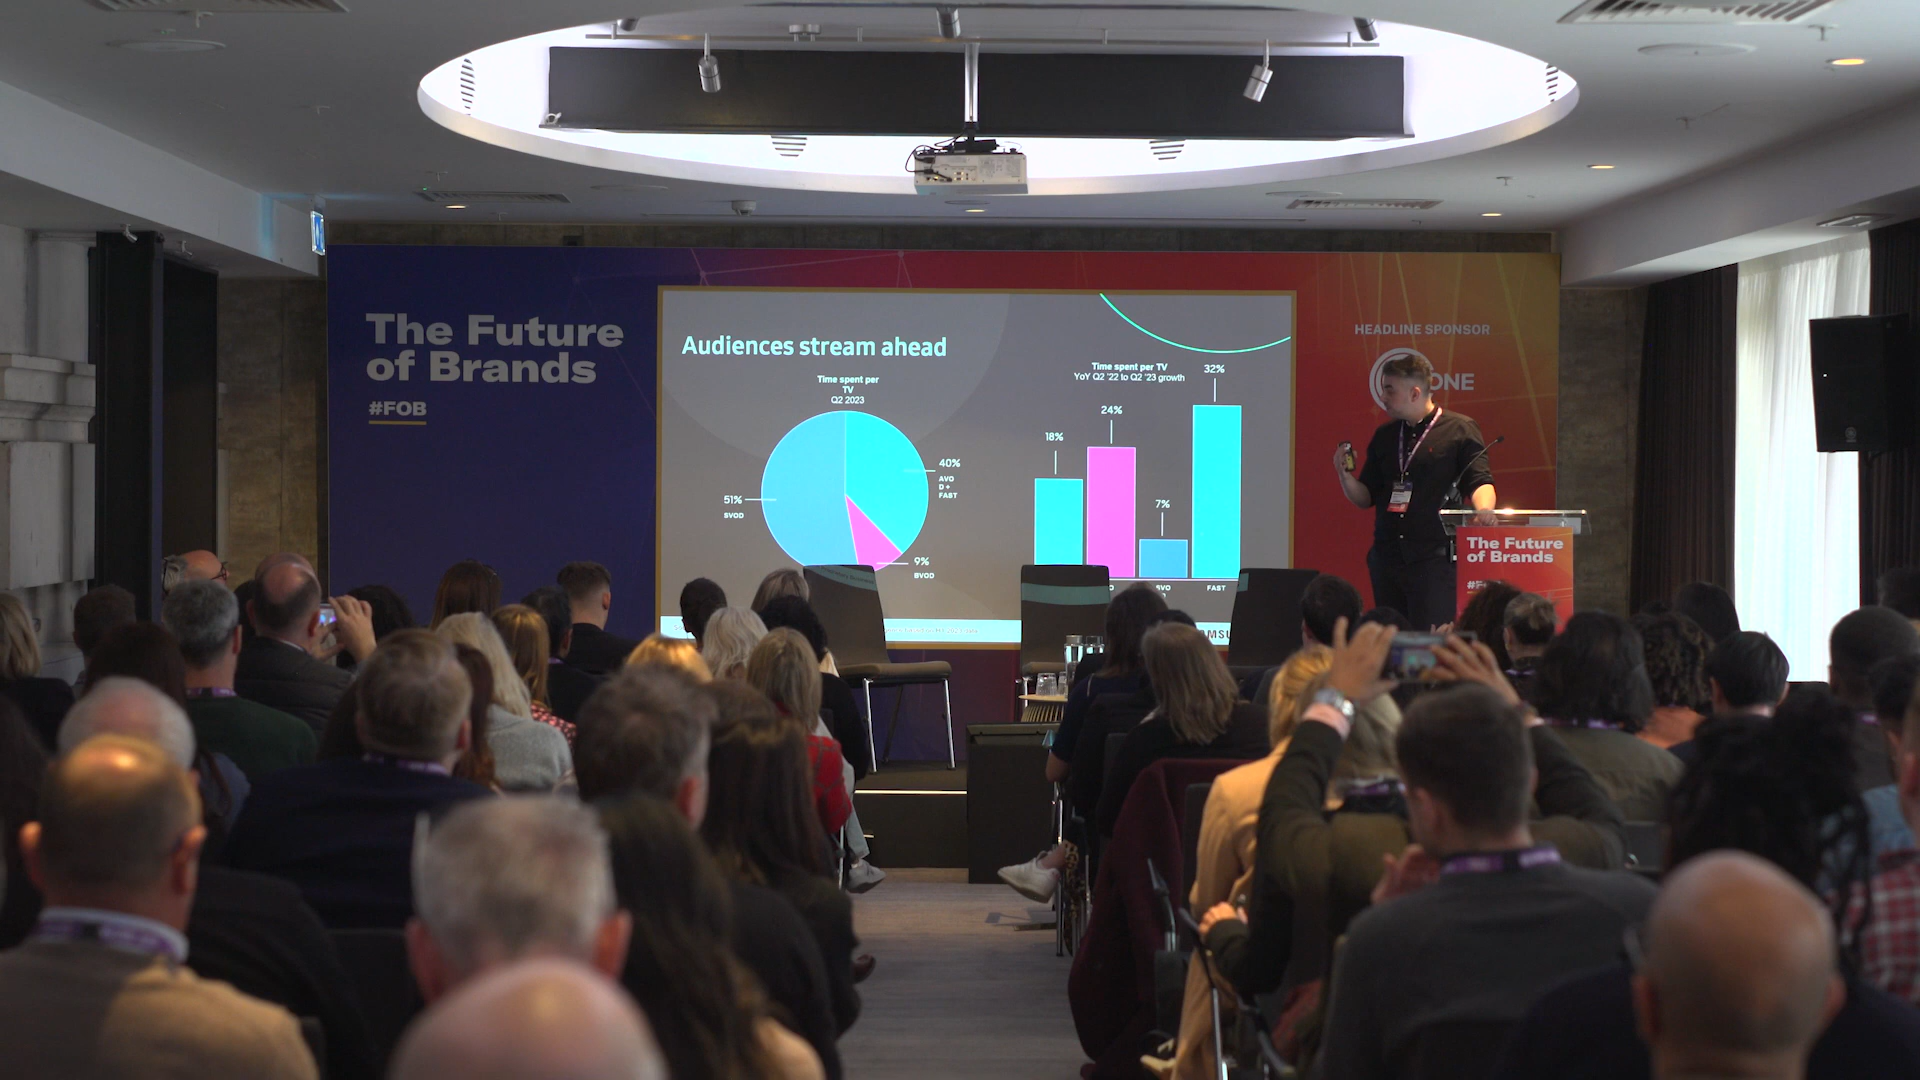 The Future
of Brands
#FOB
Audiences stream ahead
Time spent per
TV
Q2 2023
40%
AVO
D +
FAST
51%
SVOD
9%
BVOD
Time spent per TV
YoY Q2 '22 to Q2 '23 growth
18%
24%
7%
32%
FAST
HEADLINE SPONSOR
ONE
The Future
of Brands